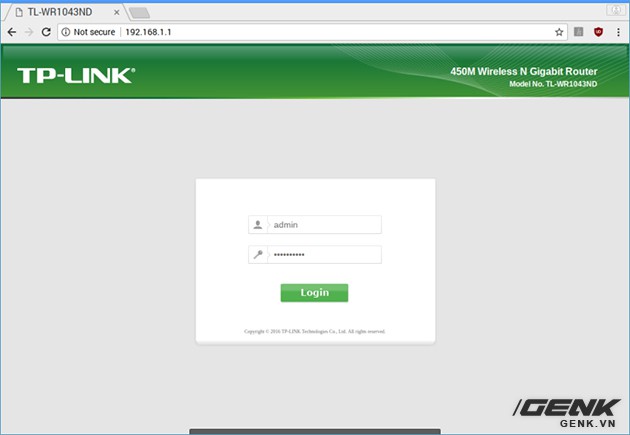 TL-WR1043ND
Not secure | 192.168.1.1
TP-LINK®
450M Wireless N Gigabit Router
Model No. TL-WR1043ND
admin
••••••••••
Login
Copyright © 2016 TP-LINK Technologies Co., Ltd. All rights reserved.
GENK
GENK.VN